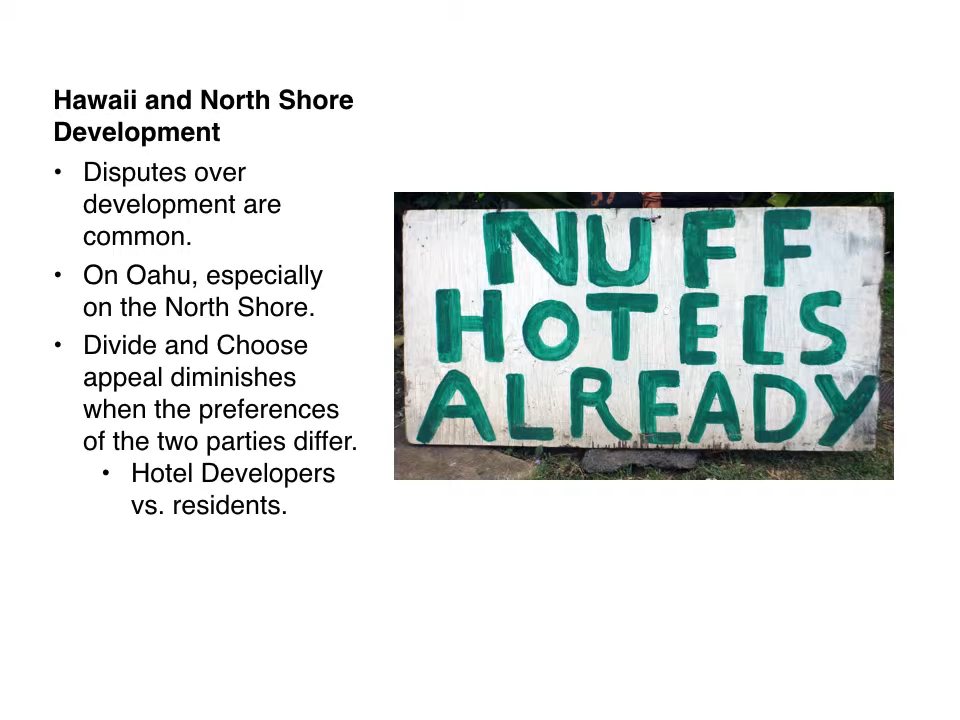 Hawaii and North Shore
Development
• Disputes over
development are
common.
• On Oahu, especially
on the North Shore.
• Divide and Choose
appeal diminishes
when the preferences
of the two parties differ.
• Hotel Developers
vs. residents.
NUFF
HOTELS
ALREADY